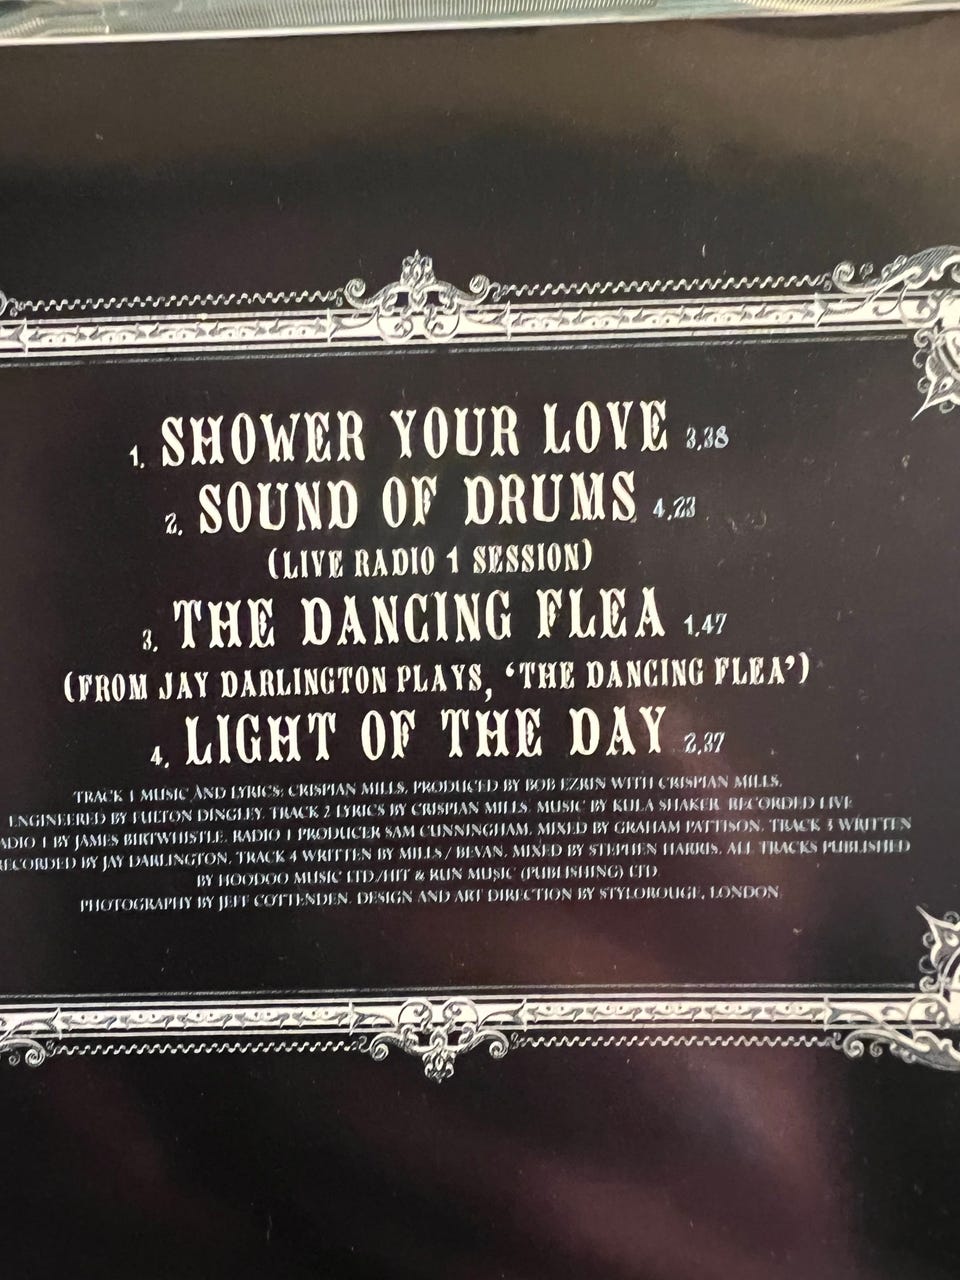 1. SHOWER YOUR LOVE 3.38
2. SOUND OF DRUMS 4.23
(LIVE RADIO 1 SESSION)
3. THE DANCING FLEA 1.47
(FROM JAY DARLINGTON PLAYS, ‘THE DANCING FLEA’)
4. LIGHT OF THE DAY 2.37
TRACK 1 MUSIC AND LYRICS: CRISPIAN MILLS. PRODUCED BY BOB EZRIN WITH CRISPIAN MILLS.
ENGINEERED BY FULTON DINGLEY. TRACK 2 LYRICS BY CRISPIAN MILLS. MUSIC BY KULA SHAKER. RECORDED LIVE
ADIO 1 BY JAMES BIRTWHISTLE. RADIO 1 PRODUCER SAM CUNNINGHAM. MIXED BY GRAHAM PATTISON. TRACK 3 WRITTEN
RECORDED BY JAY DARLINGTON. TRACK 4 WRITTEN BY MILLS / BEVAN. MIXED BY STEPHEN HARRIS. ALL TRACKS PUBLISHED
BY HOODOO MUSIC LTD/HIT & RUN MUSIC (PUBLISHING) LTD.
PHOTOGRAPHY BY JEFF COTTENDEN. DESIGN AND ART DIRECTION BY STYLOROUGE, LONDON.